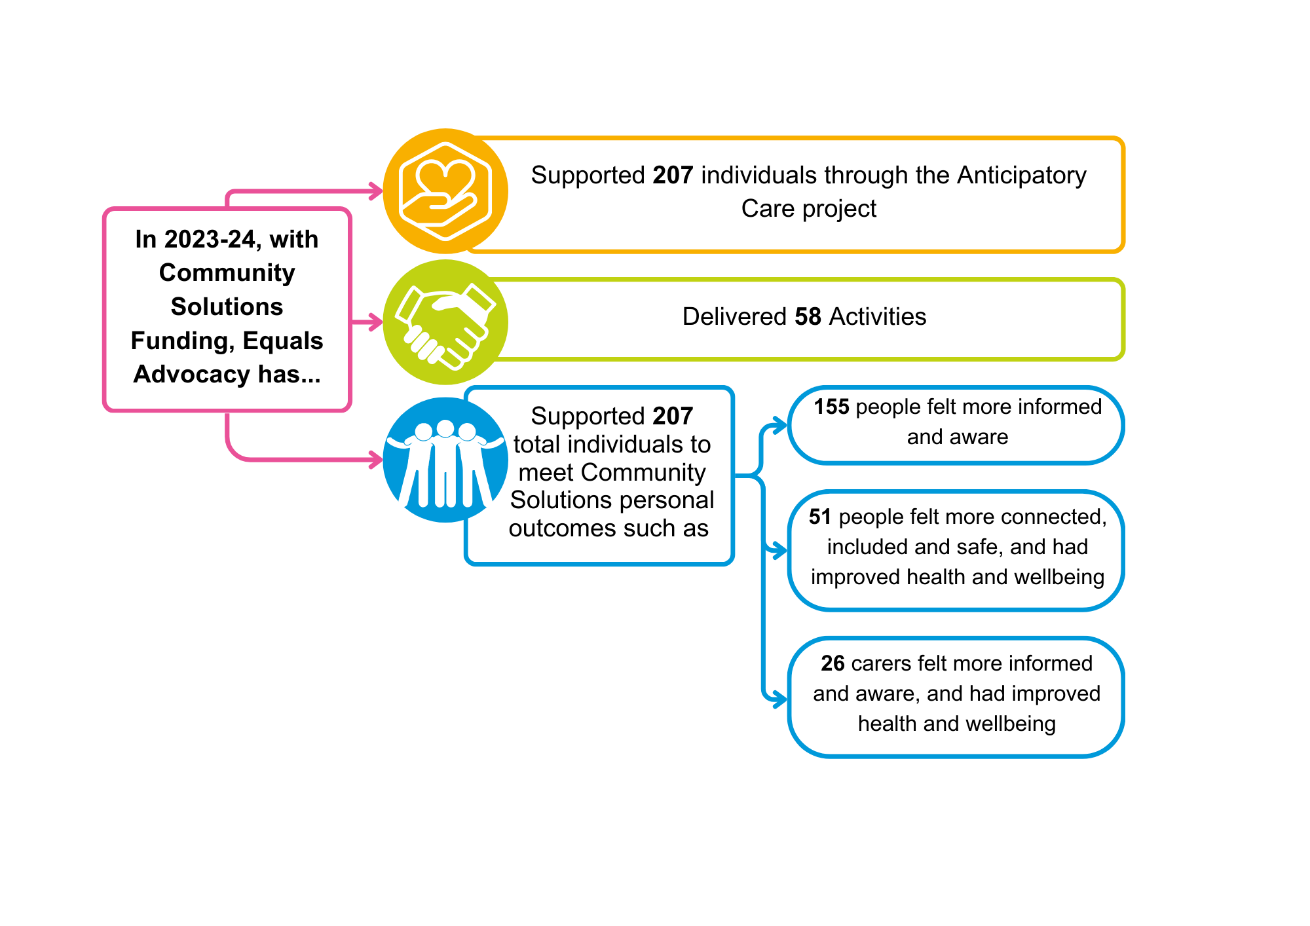 In 2023-24, with
Community
Solutions
Funding, Equals
Advocacy has...
Supported 207 individuals through the Anticipatory
Care project
Delivered 58 Activities
Supported 207
total individuals to
meet Community
Solutions personal
outcomes such as
155 people felt more informed
and aware
51 people felt more connected,
included and safe, and had
improved health and wellbeing
26 carers felt more informed
and aware, and had improved
health and wellbeing